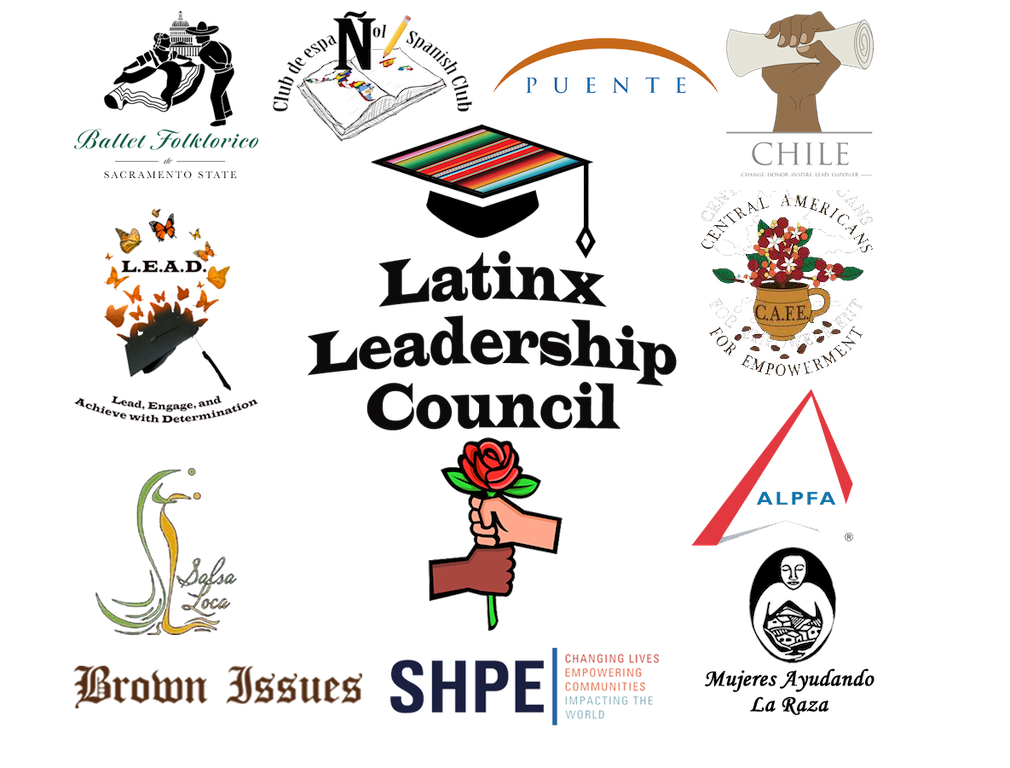 Ballet Folklorico
de
SACRAMENTO STATE
Club de español Spanish Club
PUENTE
CHILE
CHANGE. HONOR. INSPIRE. LEAD. EMPOWER.
L.E.A.D.
Lead, Engage, and
Achieve with Determination
Latinx
Leadership
Council
CENTRAL AMERICANS
C.A.F.E.
FOR EMPOWERMENT
ALPFA
®
Salsa
Loca
Mujeres Ayudando
La Raza
Brown Issues
SHPE
CHANGING LIVES
EMPOWERING
COMMUNITIES
IMPACTING THE
WORLD